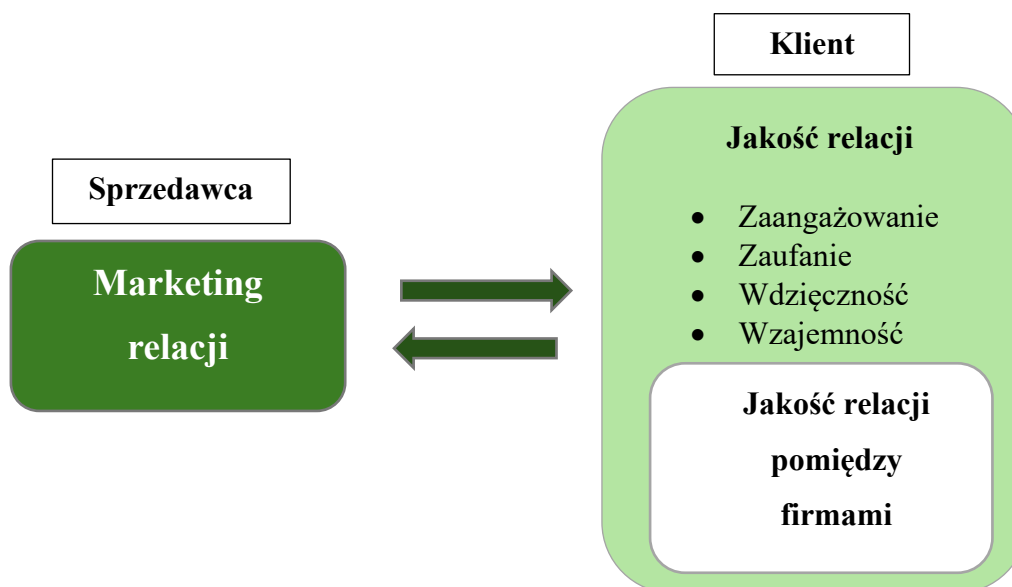 Klient
Jakość relacji
Sprzedawca
Marketing
relacji
• Zaangażowanie
• Zaufanie
• Wdzięczność
• Wzajemność
Jakość relacji
pomiędzy
firmami